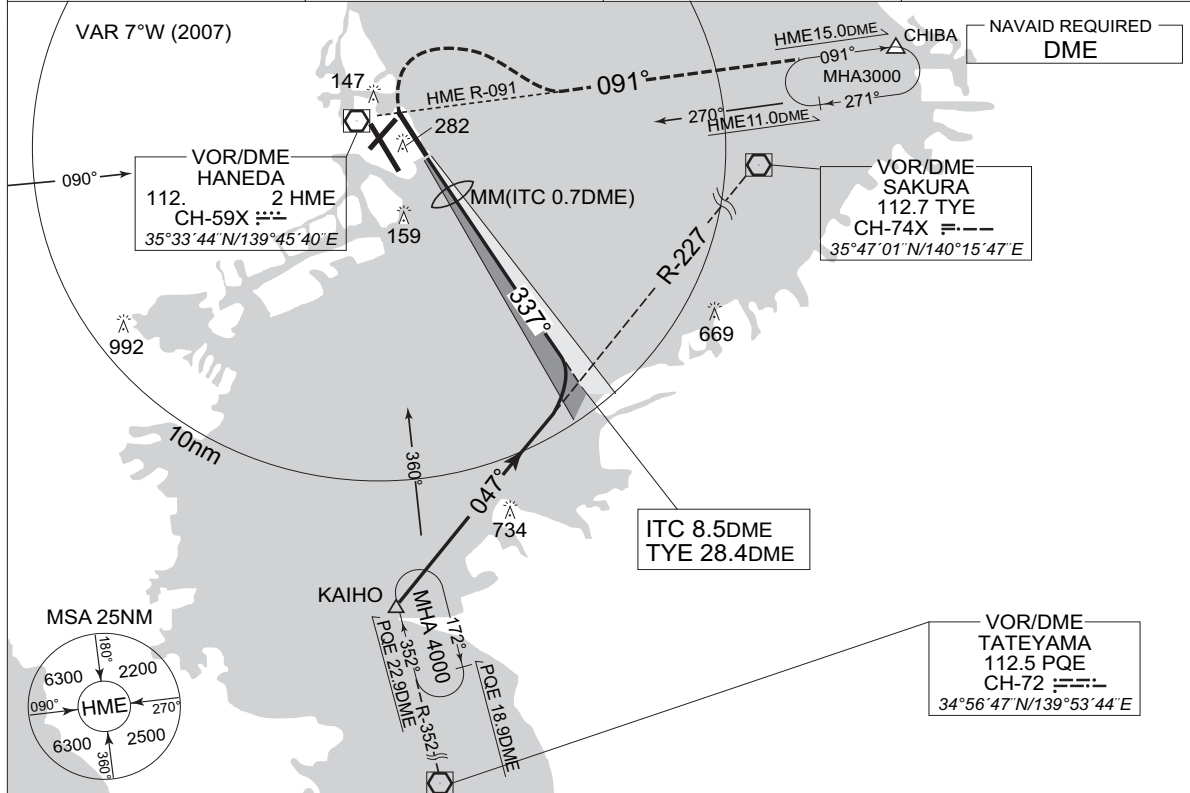 VAR 7°W (2007)
NAVAID REQUIRED
DME
HME15.0DME
CHIBA
091°
MHA3000
271°
270°
HME11.0DME
091°
HME R-091
147
282
090°
VOR/DME
HANEDA
112. 2 HME
CH-59X
35°33´44¨N/139°45´40¨E
MM(ITC 0.7DME)
159
VOR/DME
SAKURA
112.7 TYE
CH-74X
35°47´01¨N/140°15´47¨E
R-227
337°
669
992
10nm
360°
047°
734
ITC 8.5DME
TYE 28.4DME
KAIHO
MHA 4000
172°
352°
PQE 22.9DME
PQE 18.9DME
R-352
VOR/DME
TATEYAMA
112.5 PQE
CH-72
34°56´47¨N/139°53´44¨E
MSA 25NM
180°
6300
2200
090°
HME
270°
6300
2500
360°